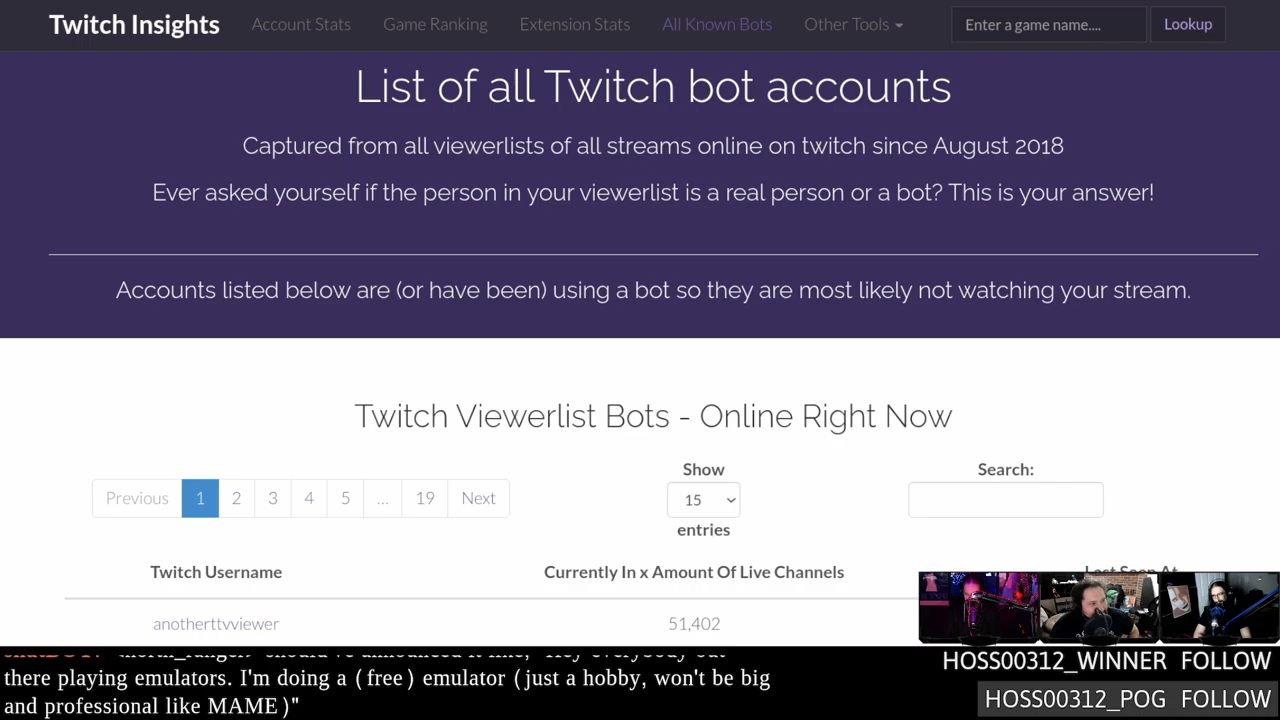 Twitch Insights Account Stats Game Ranking Extension Stats All Known Bots Other Tools Enter a game name.... Lookup
List of all Twitch bot accounts
Captured from all viewerlists of all streams online on twitch since August 2018
Ever asked yourself if the person in your viewerlist is a real person or a bot? This is your answer!
Accounts listed below are (or have been) using a bot so they are most likely not watching your stream.
Twitch Viewerlist Bots - Online Right Now
Show
Search:
Previous 1 2 3 4 5 ... 19 Next
15
entries
Twitch Username Currently In x Amount Of Live Channels Last Seen At
anotherttvviewer 51,402
there playing emulators. I'm doing a (free) emulator (just a hobby, won't be big
and professional like MAME)"
HOSS00312_WINNER FOLLOW
HOSS00312_POG FOLLOW